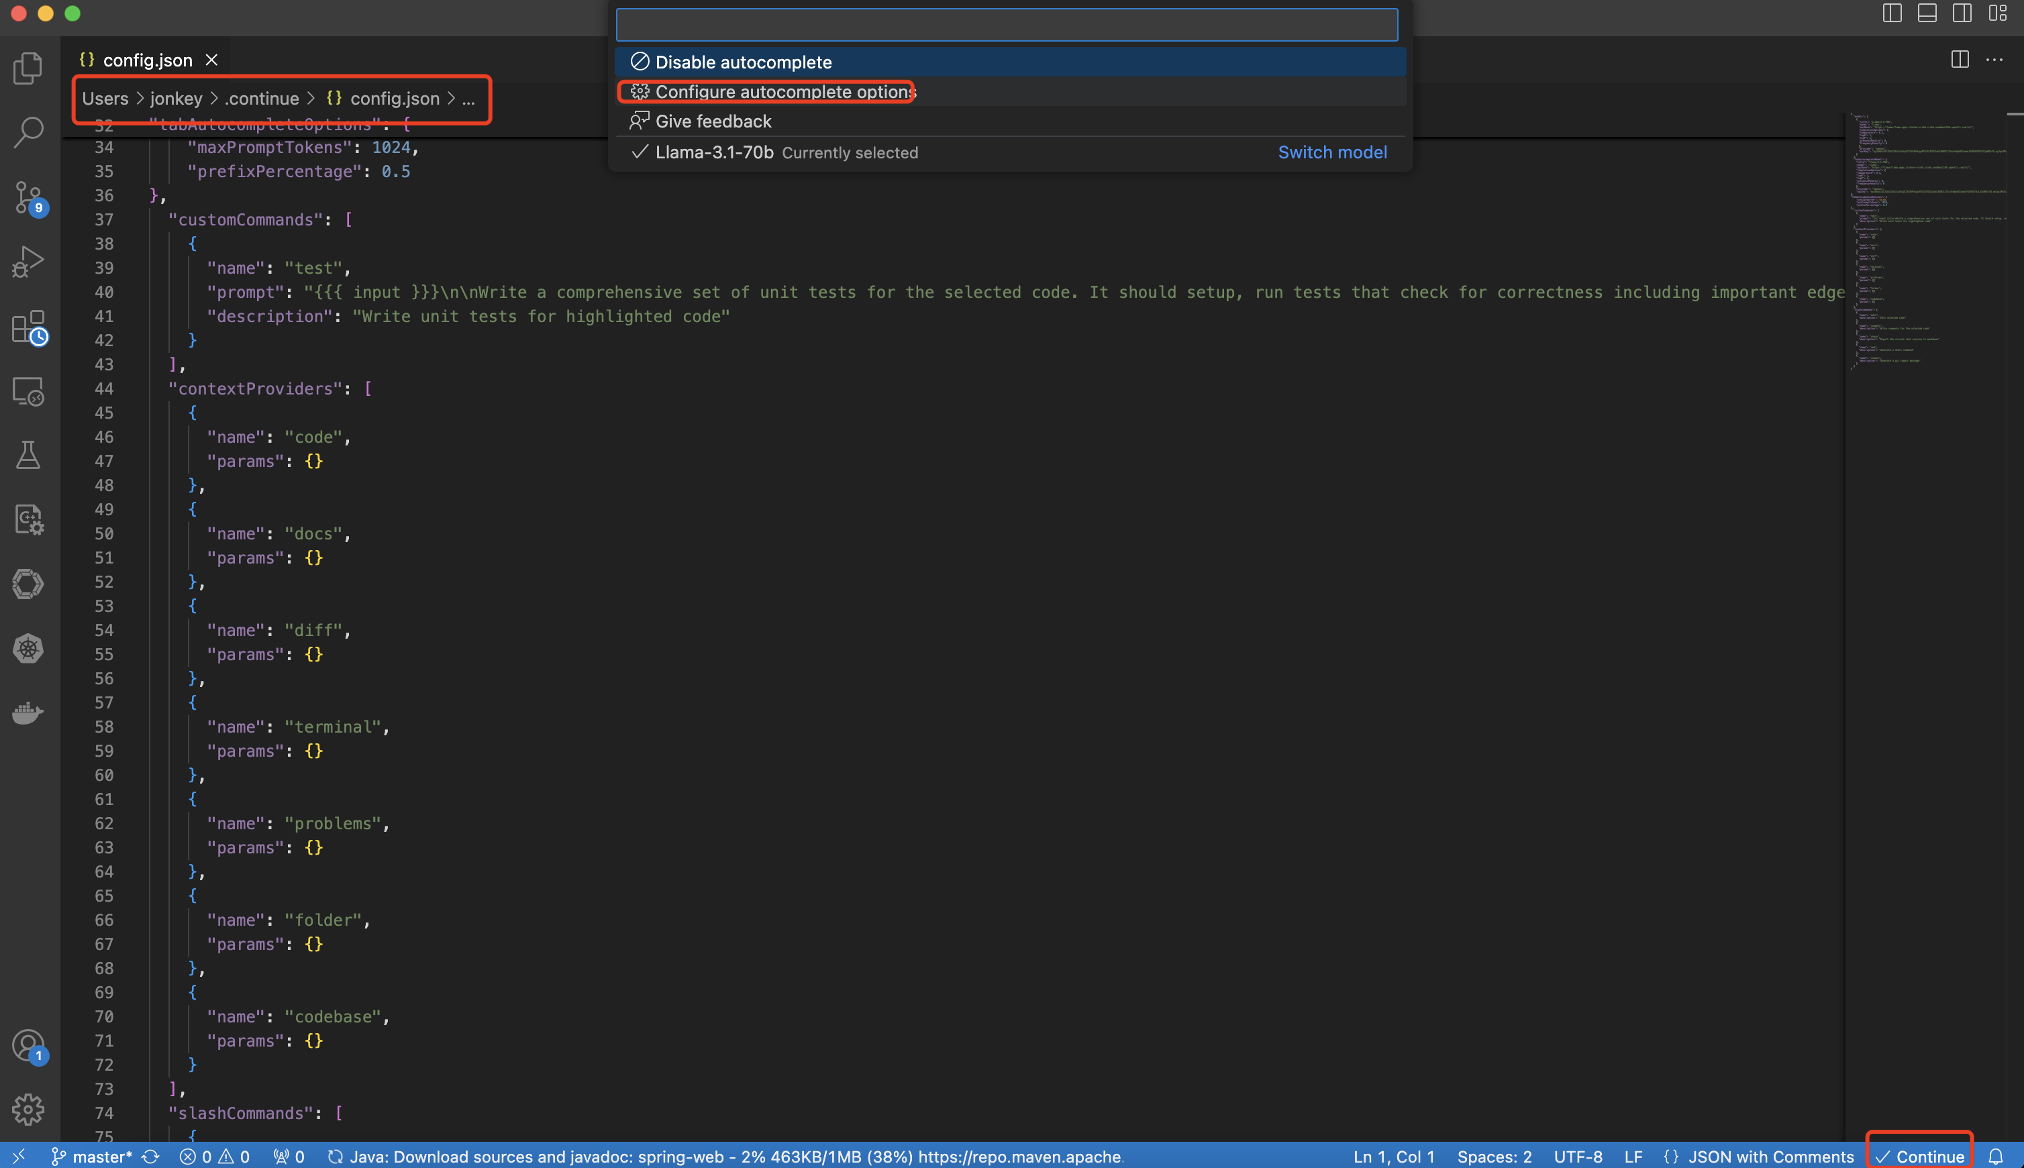 config.json
Users > jonkey > .continue > {} config.json > ...
Disable autocomplete
Configure autocomplete options
Give feedback
Llama-3.1-70b Currently selected Switch model
32 "tabAutocompleteOptions": {
34 "maxPromptTokens": 1024,
35 "prefixPercentage": 0.5
36 },
37 "customCommands": [
38 {
39 "name": "test",
40 "prompt": "{{{ input }}}\n\nWrite a comprehensive set of unit tests for the selected code. It should setup, run tests that check for correctness including important edge
41 "description": "Write unit tests for highlighted code"
42 }
43 ],
44 "contextProviders": [
45 {
46 "name": "code",
47 "params": {}
48 },
49 {
50 "name": "docs",
51 "params": {}
52 },
53 {
54 "name": "diff",
55 "params": {}
56 },
57 {
58 "name": "terminal",
59 "params": {}
60 },
61 {
62 "name": "problems",
63 "params": {}
64 },
65 {
66 "name": "folder",
67 "params": {}
68 },
69 {
70 "name": "codebase",
71 "params": {}
72 }
73 ],
74 "slashCommands": [
75 {
9
1
master* 0 0 0 Java: Download sources and javadoc: spring-web - 2% 463KB/1MB (38%) https://repo.maven.apache. Ln 1, Col 1 Spaces: 2 UTF-8 LF {} JSON with Comments Continue